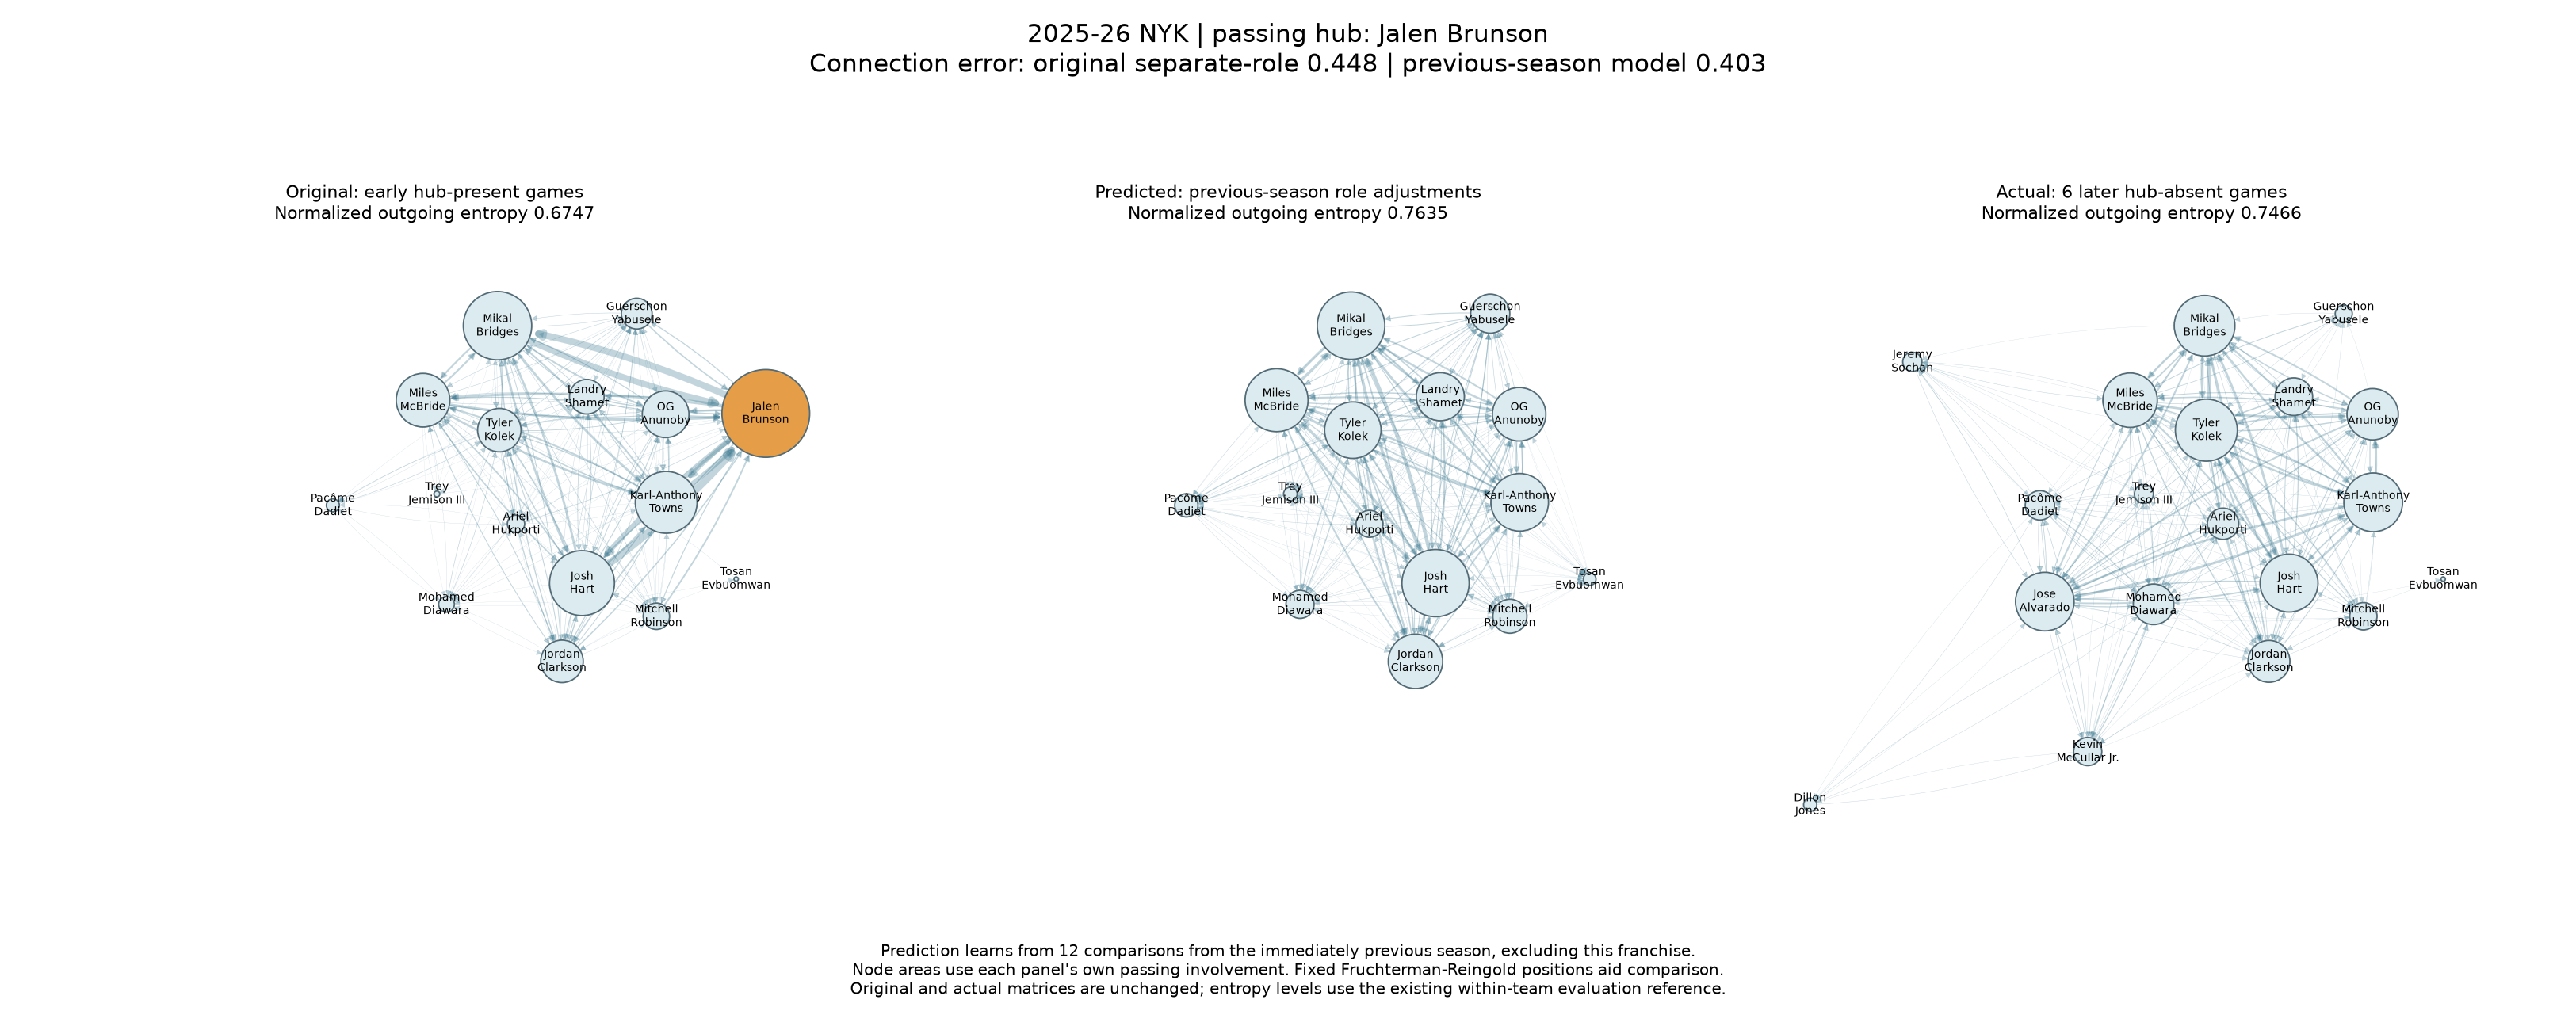 2025-26 NYK | passing hub: Jalen Brunson
Connection error: original separate-role 0.448 | previous-season model 0.403
Original: early hub-present games
Normalized outgoing entropy 0.6747
Mikal
Bridges
Guerschon
Yabusele
Miles
McBride
Landry
Shamet
OG
Anunoby
Jalen
Brunson
Tyler
Kolek
Pacôme
Dadiet
Trey
Jemison III
Karl-Anthony
Towns
Ariel
Hukporti
Josh
Hart
Tosan
Evbuomwan
Mohamed
Diawara
Mitchell
Robinson
Jordan
Clarkson
Predicted: previous-season role adjustments
Normalized outgoing entropy 0.7635
Mikal
Bridges
Guerschon
Yabusele
Miles
McBride
Landry
Shamet
OG
Anunoby
Tyler
Kolek
Pacôme
Dadiet
Trey
Jemison III
Karl-Anthony
Towns
Ariel
Hukporti
Josh
Hart
Tosan
Evbuomwan
Mohamed
Diawara
Mitchell
Robinson
Jordan
Clarkson
Actual: 6 later hub-absent games
Normalized outgoing entropy 0.7466
Mikal
Bridges
Guerschon
Yabusele
Jeremy
Sochan
Miles
McBride
Landry
Shamet
OG
Anunoby
Tyler
Kolek
Pacôme
Dadiet
Trey
Jemison III
Karl-Anthony
Towns
Ariel
Hukporti
Josh
Hart
Tosan
Evbuomwan
Jose
Alvarado
Mohamed
Diawara
Mitchell
Robinson
Jordan
Clarkson
Kevin
McCullar Jr.
Dillon
Jones
Prediction learns from 12 comparisons from the immediately previous season, excluding this franchise.
Node areas use each panel's own passing involvement. Fixed Fruchterman-Reingold positions aid comparison.
Original and actual matrices are unchanged; entropy levels use the existing within-team evaluation reference.